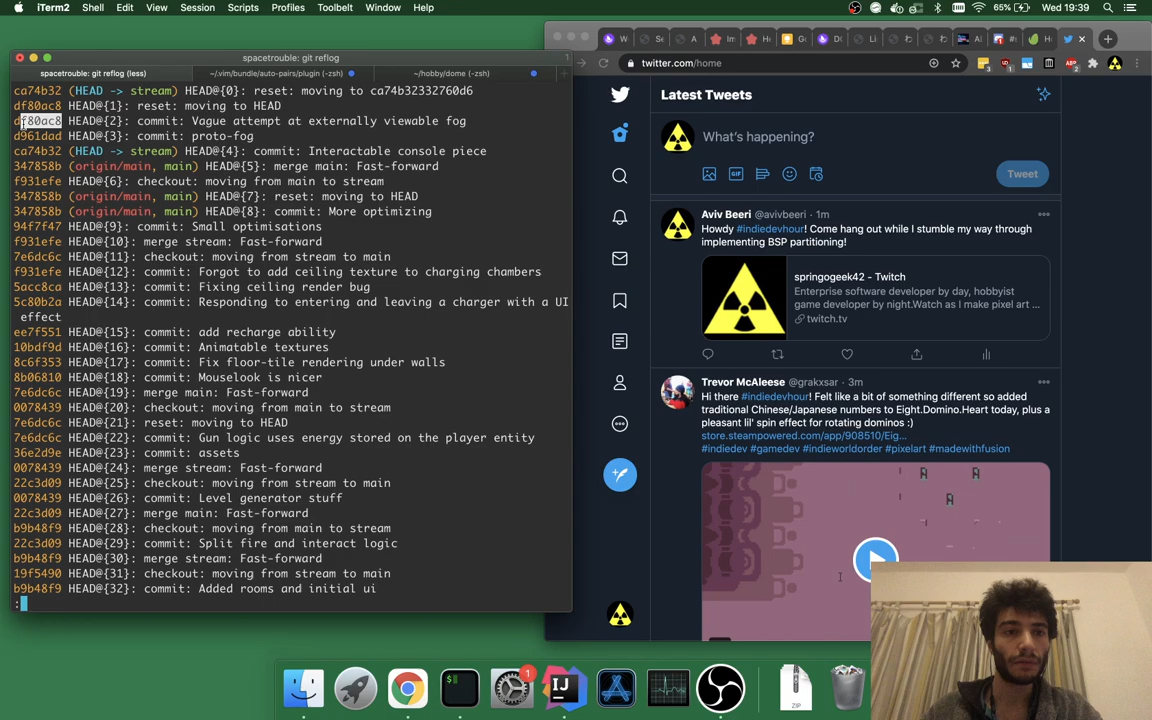 iTerm2 Shell Edit View Session Scripts Profiles Toolbelt Window Help
65% Wed 19:39
spacetrouble: git reflog (less)
spacetrouble: git reflog (less)
~/.vim/bundle/auto-pairs/plugin (-zsh)
~/hobby/dome (-zsh)
ca74b32 (HEAD -> stream) HEAD@{0}: reset: moving to ca74b32332760d6
df80ac8 HEAD@{1}: reset: moving to HEAD
df80ac8 HEAD@{2}: commit: Vague attempt at externally viewable fog
d961dad HEAD@{3}: commit: proto-fog
ca74b32 (HEAD -> stream) HEAD@{4}: commit: Interactable console piece
347858b (origin/main, main) HEAD@{5}: merge main: Fast-forward
f931efe HEAD@{6}: checkout: moving from main to stream
347858b (origin/main, main) HEAD@{7}: reset: moving to HEAD
347858b (origin/main, main) HEAD@{8}: commit: More optimizing
94f7f47 HEAD@{9}: commit: Small optimisations
f931efe HEAD@{10}: merge stream: Fast-forward
7e6dc6c HEAD@{11}: checkout: moving from stream to main
f931efe HEAD@{12}: commit: Forgot to add ceiling texture to charging chambers
5acc8ca HEAD@{13}: commit: Fixing ceiling render bug
5c80b2a HEAD@{14}: commit: Responding to entering and leaving a charger with a UI
effect
ee7f551 HEAD@{15}: commit: add recharge ability
10bdf9d HEAD@{16}: commit: Animatable textures
8c6f353 HEAD@{17}: commit: Fix floor-tile rendering under walls
8b06810 HEAD@{18}: commit: Mouselook is nicer
7e6dc6c HEAD@{19}: merge main: Fast-forward
0078439 HEAD@{20}: checkout: moving from main to stream
7e6dc6c HEAD@{21}: reset: moving to HEAD
7e6dc6c HEAD@{22}: commit: Gun logic uses energy stored on the player entity
36e2d9e HEAD@{23}: commit: assets
0078439 HEAD@{24}: merge stream: Fast-forward
22c3d09 HEAD@{25}: checkout: moving from stream to main
0078439 HEAD@{26}: commit: Level generator stuff
22c3d09 HEAD@{27}: merge main: Fast-forward
b9b48f9 HEAD@{28}: checkout: moving from main to stream
22c3d09 HEAD@{29}: commit: Split fire and interact logic
b9b48f9 HEAD@{30}: merge stream: Fast-forward
19f5490 HEAD@{31}: checkout: moving from stream to main
b9b48f9 HEAD@{32}: commit: Added rooms and initial ui
:
twitter.com/home
Latest Tweets
What's happening?
GIF
Tweet
Aviv Beeri @avivbeeri · 1m
Howdy #indiedevhour! Come hang out while I stumble my way through
implementing BSP partitioning!
springogeek42 - Twitch
Enterprise software developer by day, hobbyist
game developer by night.Watch as I make pixel art ...
twitch.tv
Trevor McAleese @grakxsar · 3m
Hi there #indiedevhour! Felt like a bit of something different so added
traditional Chinese/Japanese numbers to Eight.Domino.Heart today, plus a
pleasant lil' spin effect for rotating dominos :)
store.steampowered.com/app/908510/Eig...
#indiedev #gamedev #indieworldorder #pixelart #madewithfusion
1
IJ
ZIP